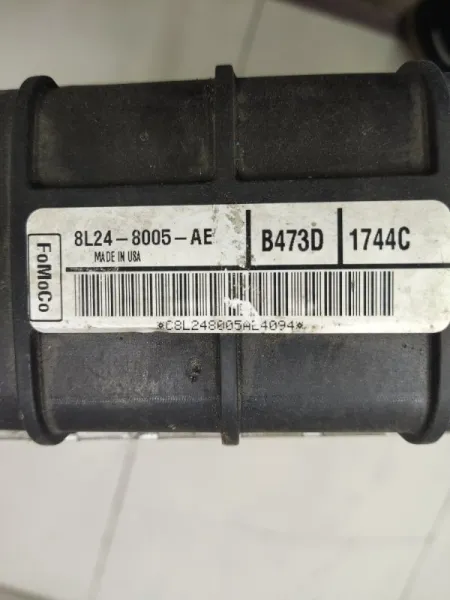 FoMoCo
8L24-8005-AE
MADE IN USA
B473D
1744C
*C8L248005AE4094*